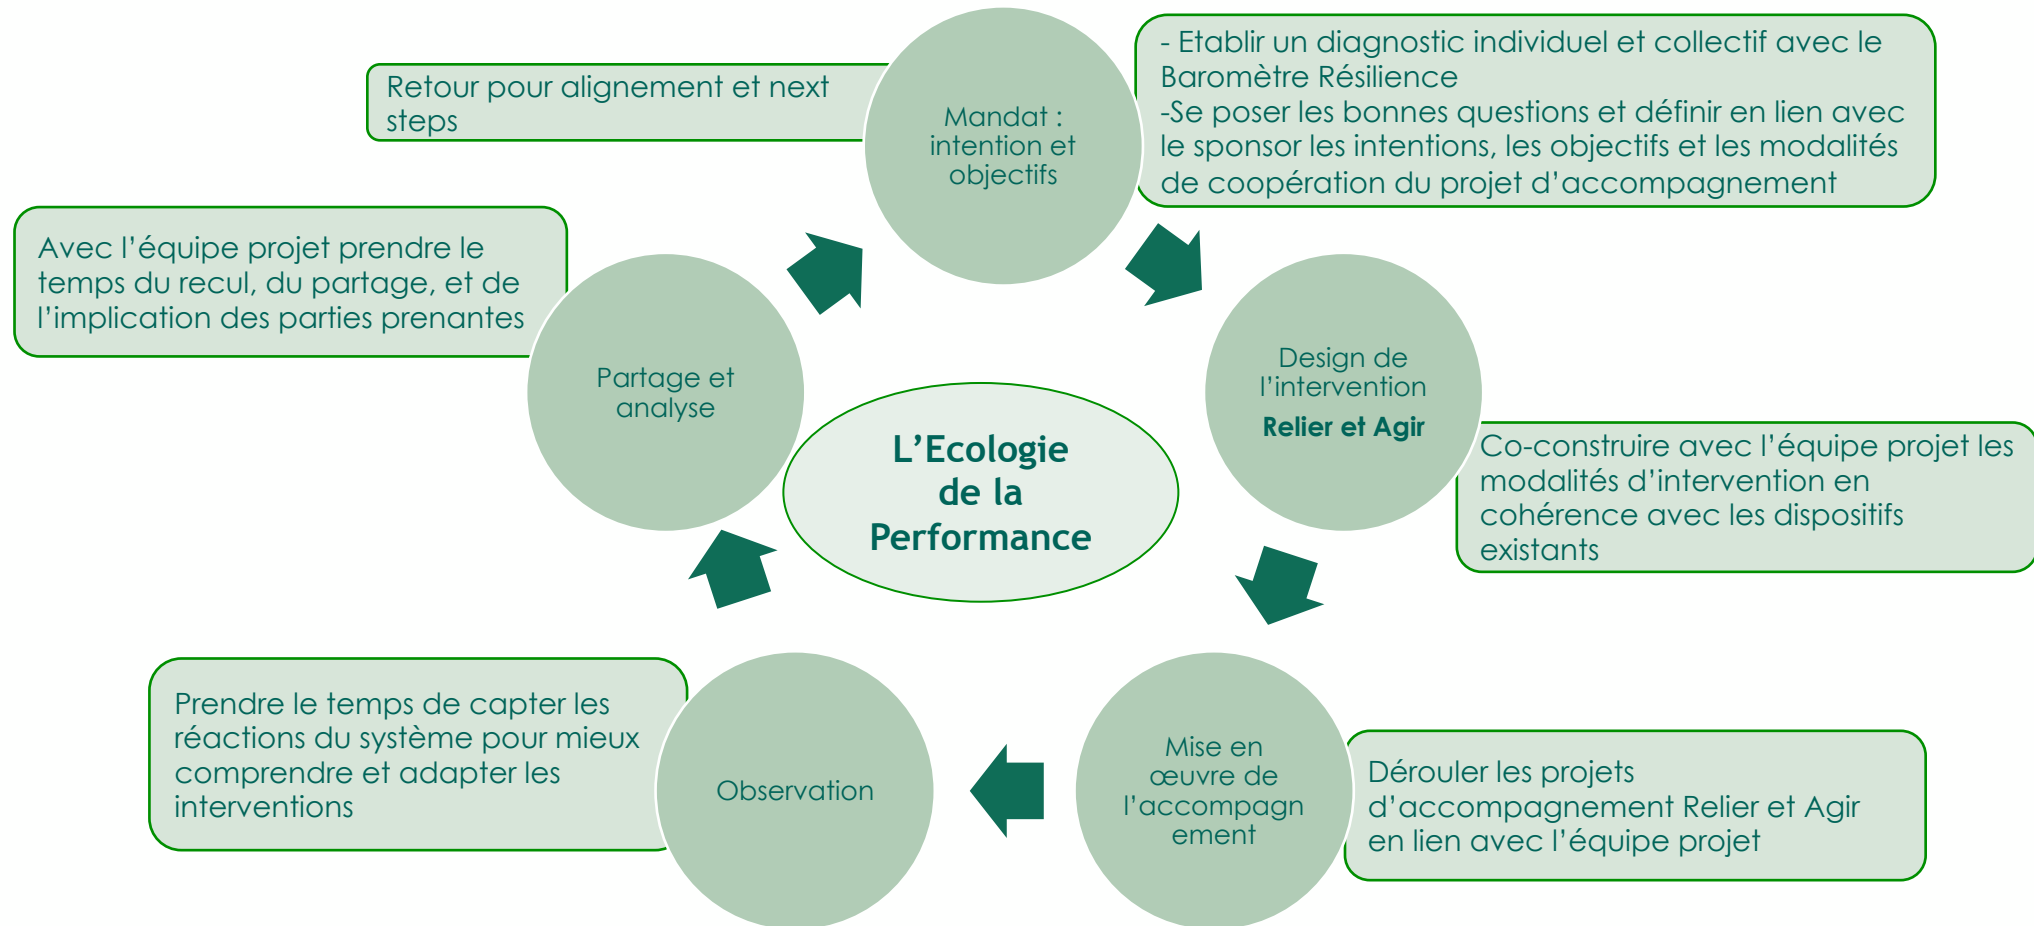 Mandat :
intention et
objectifs
- Etablir un diagnostic individuel et collectif avec le
Baromètre Résilience
-Se poser les bonnes questions et définir en lien avec
le sponsor les intentions, les objectifs et les modalités
de coopération du projet d’accompagnement
Retour pour alignement et next
steps
Design de
l’intervention
Relier et Agir
Co-construire avec l’équipe projet les
modalités d’intervention en
cohérence avec les dispositifs
existants
Mise en
œuvre de
l’accompagn
ement
Dérouler les projets
d’accompagnement Relier et Agir
en lien avec l’équipe projet
Observation
Prendre le temps de capter les
réactions du système pour mieux
comprendre et adapter les
interventions
Partage et
analyse
Avec l’équipe projet prendre le
temps du recul, du partage, et de
l’implication des parties prenantes
L’Ecologie
de la
Performance